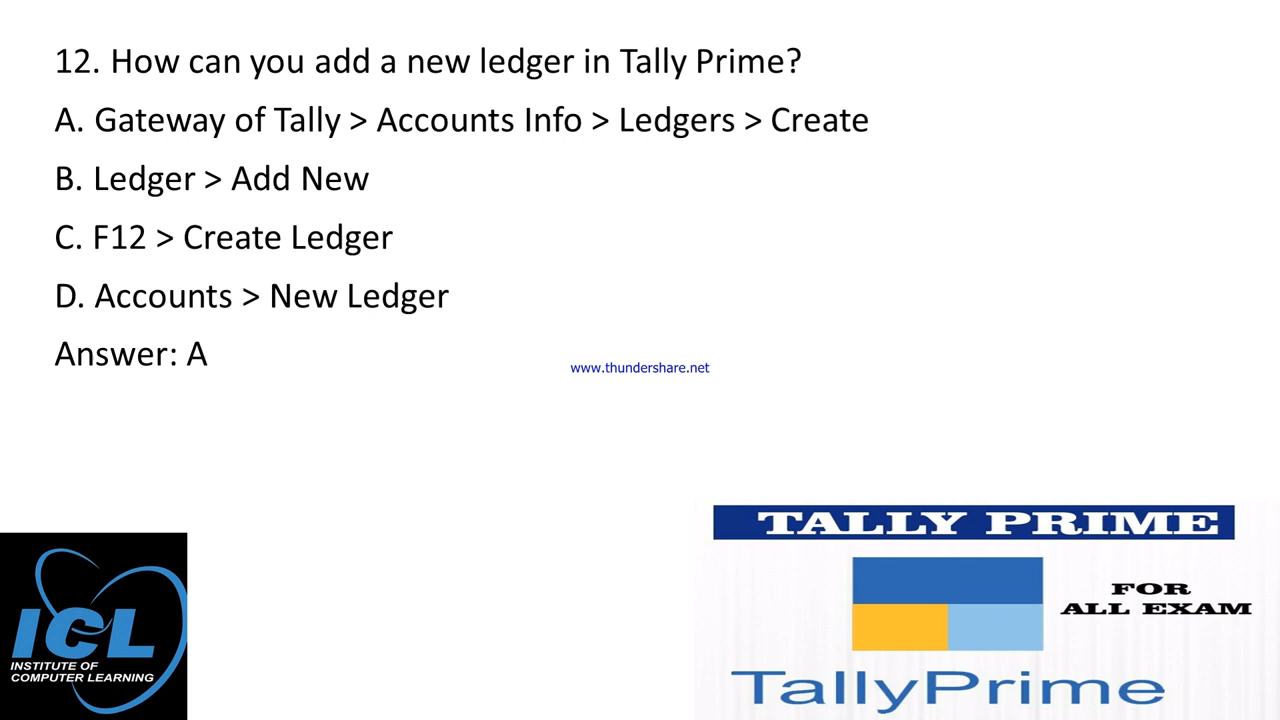 12. How can you add a new ledger in Tally Prime?
A. Gateway of Tally > Accounts Info > Ledgers > Create
B. Ledger > Add New
C. F12 > Create Ledger
D. Accounts > New Ledger
Answer: A
www.thundershare.net
TALLY PRIME
FOR
ALL EXAM
TallyPrime
ICL
INSTITUTE OF
COMPUTER LEARNING